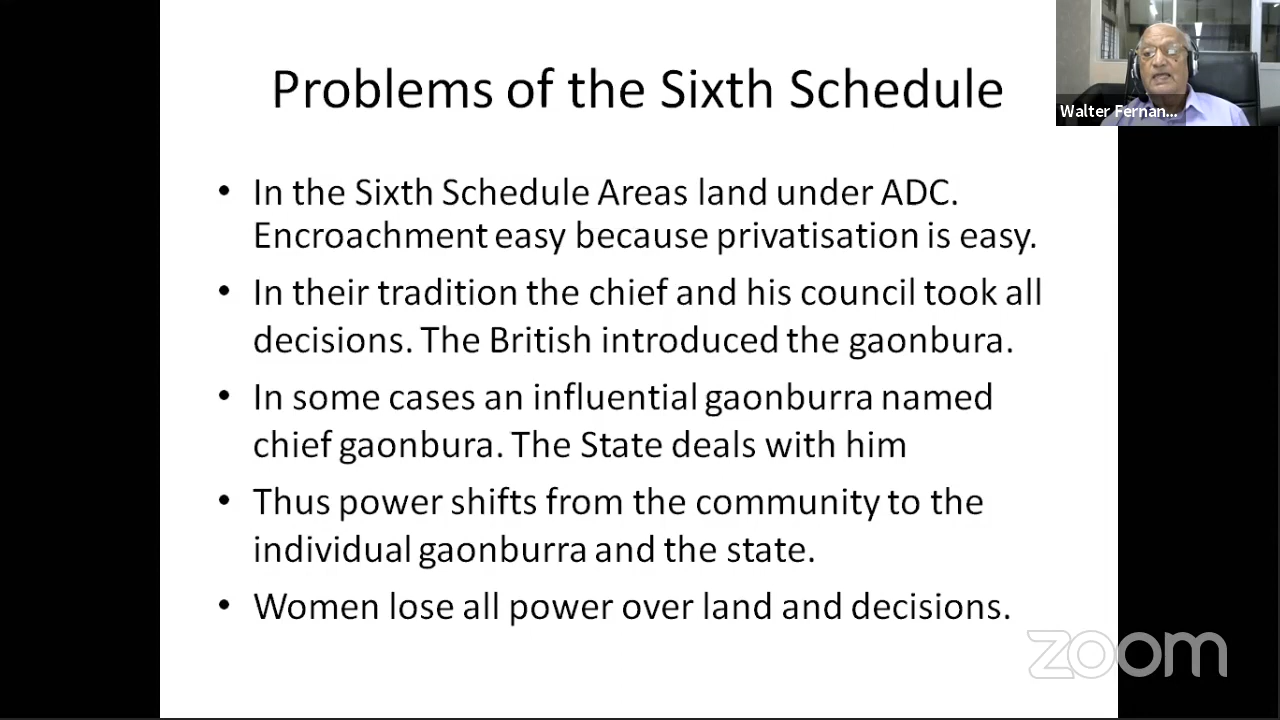 Problems of the Sixth Schedule
Walter Fernan...
• In the Sixth Schedule Areas land under ADC.
Encroachment easy because privatisation is easy.
• In their tradition the chief and his council took all
decisions. The British introduced the gaonbura.
• In some cases an influential gaonburra named
chief gaonbura. The State deals with him
• Thus power shifts from the community to the
individual gaonburra and the state.
• Women lose all power over land and decisions.
zoom